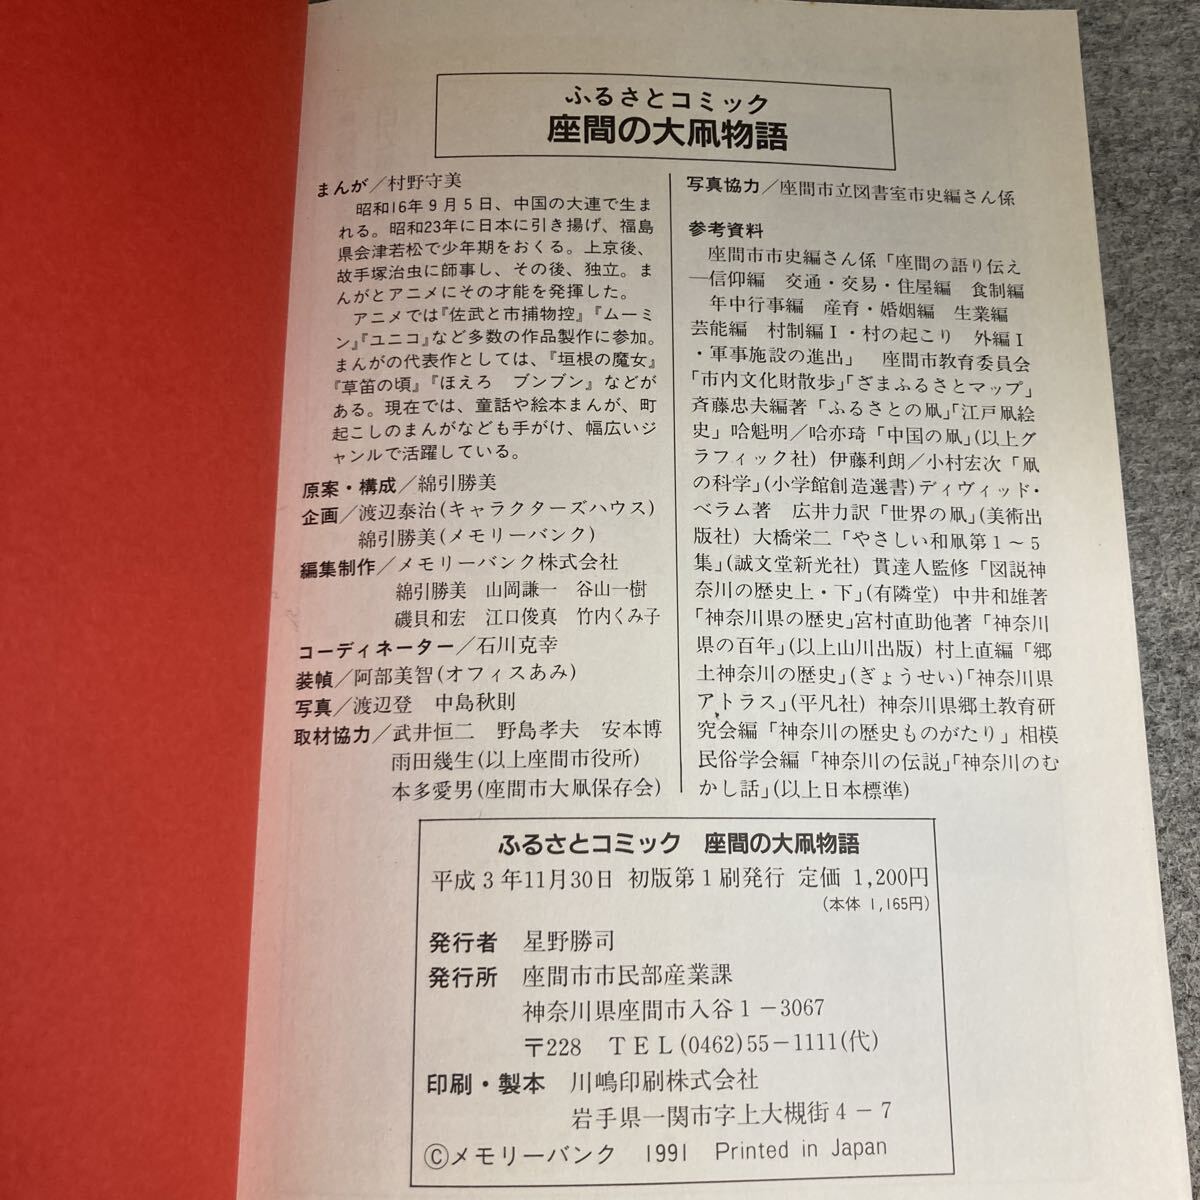 ふるさとコミック
座間の大凧物語
まんが／村野守美
昭和16年9月5日、中国の大連で生ま
れる。昭和23年に日本に引き揚げ、福島
県会津若松で少年期をおくる。上京後、
故手塚治虫に師事し、その後、独立。ま
んがとアニメにその才能を発揮した。
アニメでは『佐武と市捕物控』『ムーミ
ン』『ユニコ』など多数の作品製作に参加。
まんがの代表作としては、『垣根の魔女』
『草笛の頃』『ほえろ　ブンブン』などが
ある。現在では、童話や絵本まんが、町
起こしのまんがなども手がけ、幅広いジ
ャンルで活躍している。
原案・構成／綿引勝美
企画／渡辺泰治(キャラクターズハウス)
綿引勝美(メモリーバンク)
編集制作／メモリーバンク株式会社
綿引勝美　山岡謙一　谷山一樹
磯貝和宏　江口俊真　竹内くみ子
コーディネーター／石川克幸
装幀／阿部美智(オフィスあみ)
写真／渡辺登　中島秋則
取材協力／武井恒二　野島孝夫　安本博
雨田幾生(以上座間市役所)
本多愛男(座間市大凧保存会)
写真協力／座間市立図書室市史編さん係
参考資料
座間市市史編さん係「座間の語り伝え
―信仰編　交通・交易・住屋編　食制編
年中行事編　産育・婚姻編　生業編
芸能編　村制編Ⅰ・村の起こり　外編Ⅰ
・軍事施設の進出」　座間市教育委員会
「市内文化財散歩」「ざまふるさとマップ」
斉藤忠夫編著「ふるさとの凧」「江戸凧絵
史」哈魁明／哈亦琦「中国の凧」(以上グ
ラフィック社) 伊藤利朗／小村宏次「凧
の科学」(小学館創造選書)ディヴィッド・
ペラム著　広井力訳「世界の凧」(美術出
版社) 大橋栄二「やさしい和凧第1～5
集」(誠文堂新光社) 貫達人監修「図説神
奈川の歴史上・下」(有隣堂) 中井和雄著
「神奈川県の歴史」宮村直助他著「神奈川
県の百年」(以上山川出版) 村上直編「郷
土神奈川の歴史」(ぎょうせい)「神奈川県
アトラス」(平凡社) 神奈川県郷土教育研
究会編「神奈川の歴史ものがたり」相模
民俗学会編「神奈川の伝説」「神奈川のむ
かし話」(以上日本標準)
ふるさとコミック　座間の大凧物語
平成3年11月30日　初版第1刷発行　定価 1,200円
(本体 1,165円)
発行者　星野勝司
発行所　座間市市民部産業課
神奈川県座間市入谷1－3067
〒228　TEL(0462)55－1111(代)
印刷・製本　川嶋印刷株式会社
岩手県一関市字上大槻街4－7
©メモリーバンク　1991　Printed in Japan